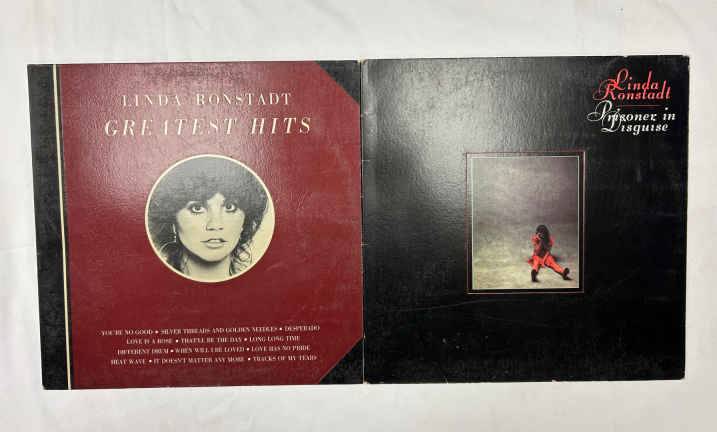 LINDA RONSTADT
GREATEST HITS
YOU'RE NO GOOD • SILVER THREADS AND GOLDEN NEEDLES • DESPERADO
LOVE IS A ROSE • THAT'LL BE THE DAY • LONG LONG TIME
DIFFERENT DRUM • WHEN WILL I BE LOVED • LOVE HAS NO PRIDE
HEAT WAVE • IT DOESN'T MATTER ANY MORE • TRACKS OF MY TEARS
Linda
Ronstadt
Prisoner in
Disguise